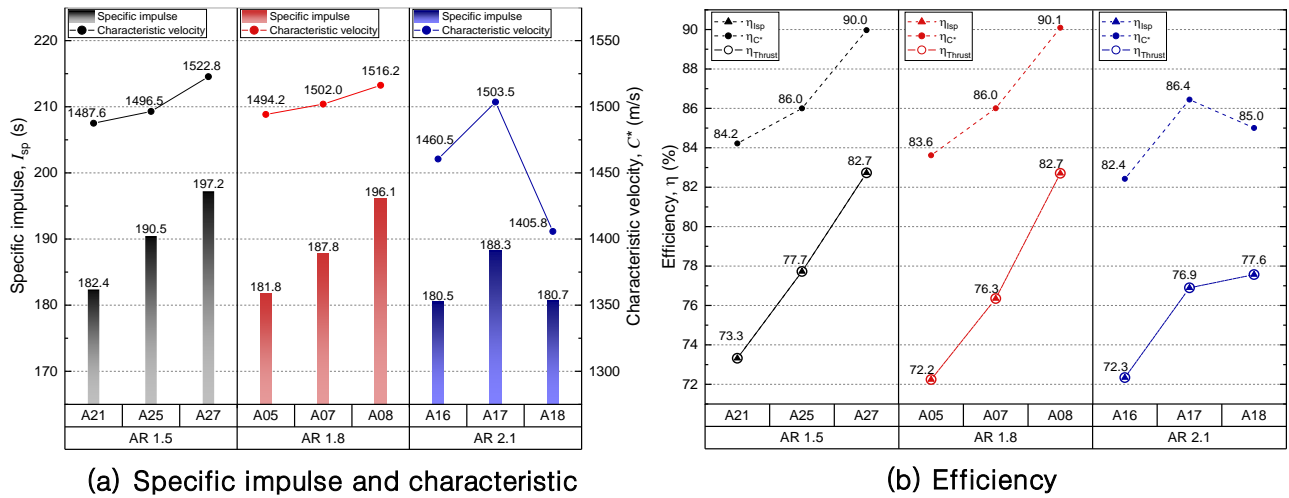 (a)
Specific impulse
Characteristic velocity
Specific impulse
Characteristic velocity
Specific impulse
Characteristic velocity
Specific impulse, Isp (s)
220
210
200
190
180
170
1487.6
1496.5
1522.8
1494.2
1502.0
1516.2
1460.5
1503.5
1405.8
182.4
190.5
197.2
181.8
187.8
196.1
180.5
188.3
180.7
1550
1500
1450
1400
1350
1300
Characteristic velocity, C* (m/s)
A21 A25 A27 A05 A07 A08 A16 A17 A18
AR 1.5 AR 1.8 AR 2.1
(a) Specific impulse and characteristic
(b)
ηIsp
ηC*
ηThrust
ηIsp
ηC*
ηThrust
ηIsp
ηC*
ηThrust
Efficiency, η (%)
90
88
86
84
82
80
78
76
74
72
84.2
86.0
90.0
83.6
86.0
90.1
82.4
86.4
85.0
73.3
77.7
82.7
72.2
76.3
82.7
72.3
76.9
77.6
A21 A25 A27 A05 A07 A08 A16 A17 A18
AR 1.5 AR 1.8 AR 2.1
(b) Efficiency